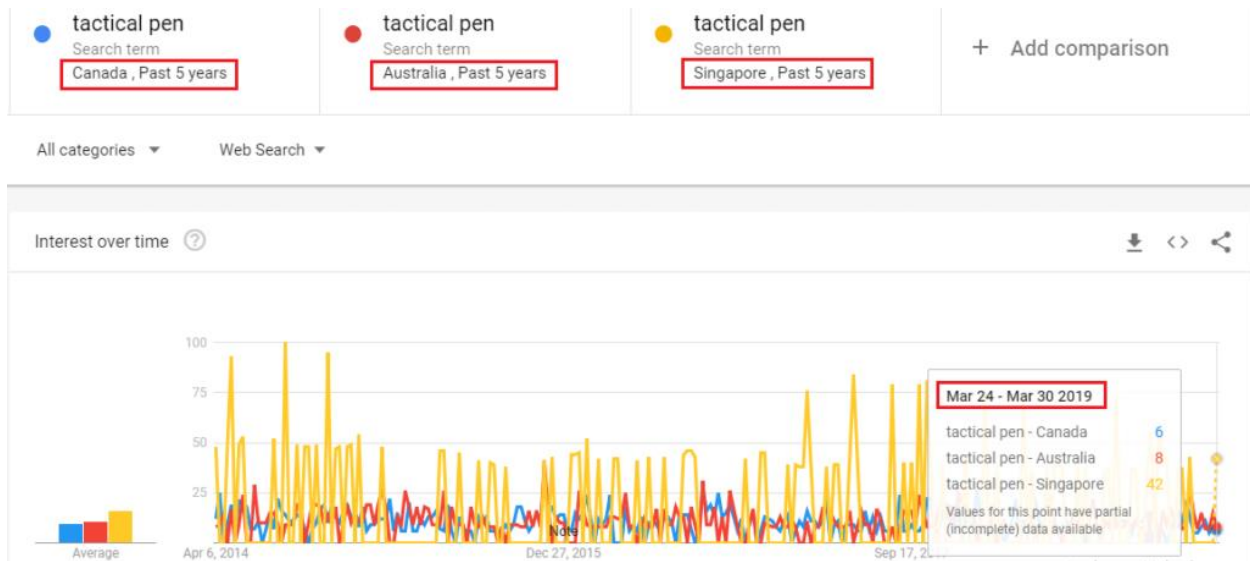 tactical pen
Search term
Canada , Past 5 years
tactical pen
Search term
Australia , Past 5 years
tactical pen
Search term
Singapore , Past 5 years
+ Add comparison
All categories
Web Search
Interest over time
100
75
50
25
Average
Note
Apr 6, 2014
Dec 27, 2015
Sep 17,
Mar 24 - Mar 30 2019
tactical pen - Canada 6
tactical pen - Australia 8
tactical pen - Singapore 42
Values for this point have partial
(incomplete) data available